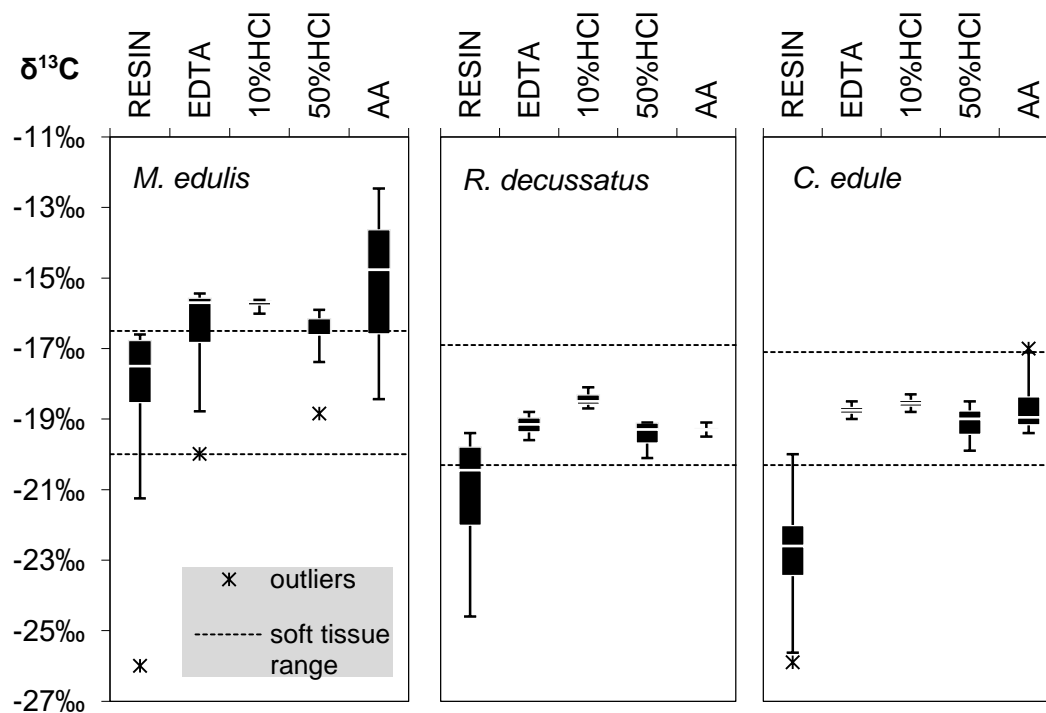 δ¹³C
RESIN
EDTA
10%HCl
50%HCl
AA
RESIN
EDTA
10%HCl
50%HCl
AA
RESIN
EDTA
10%HCl
50%HCl
AA
-11‰
-13‰
-15‰
-17‰
-19‰
-21‰
-23‰
-25‰
-27‰
M. edulis
R. decussatus
C. edule
outliers
soft tissue
range